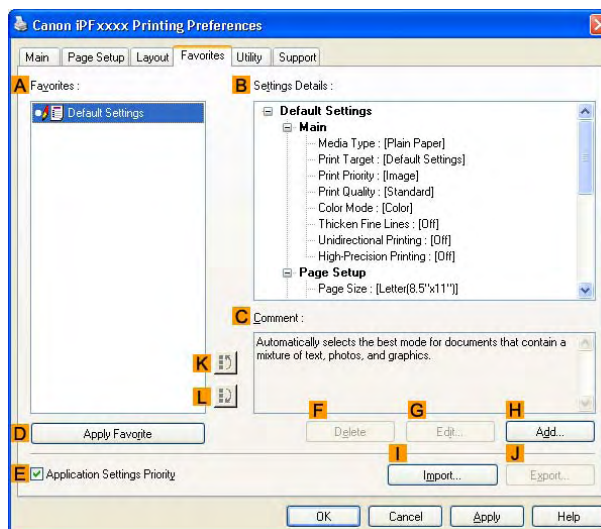 Canon iPFxxxx Printing Preferences
Main Page Setup Layout Favorites Utility Support
A Favorites :
Default Settings
B Settings Details :
Default Settings
Main
Media Type : [Plain Paper]
Print Target : [Default Settings]
Print Priority : [Image]
Print Quality : [Standard]
Color Mode : [Color]
Thicken Fine Lines : [Off]
Unidirectional Printing : [Off]
High-Precision Printing : [Off]
Page Setup
Page Size : [Letter(8.5"x11")]
C Comment :
Automatically selects the best mode for documents that contain a
mixture of text, photos, and graphics.
K
L
D Apply Favorite
F Delete
G Edit...
H Add...
E Application Settings Priority
I Import...
J Export...
OK Cancel Apply Help